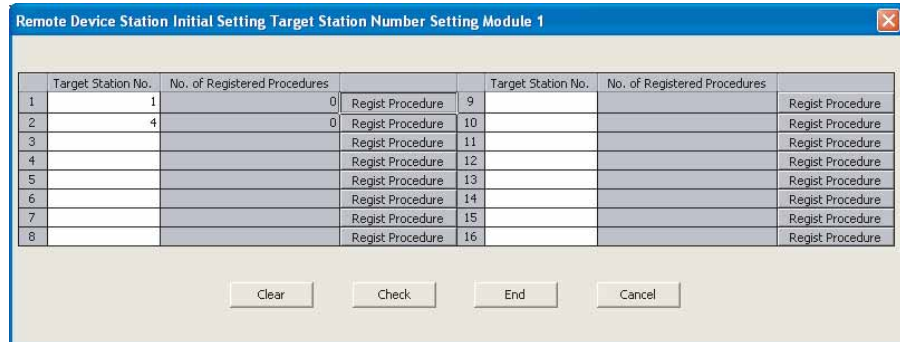 Remote Device Station Initial Setting Target Station Number Setting Module 1
Target Station No. No. of Registered Procedures Target Station No. No. of Registered Procedures
1 1 0 Regist Procedure 9 Regist Procedure
2 4 0 Regist Procedure 10 Regist Procedure
3 Regist Procedure 11 Regist Procedure
4 Regist Procedure 12 Regist Procedure
5 Regist Procedure 13 Regist Procedure
6 Regist Procedure 14 Regist Procedure
7 Regist Procedure 15 Regist Procedure
8 Regist Procedure 16 Regist Procedure
Clear Check End Cancel